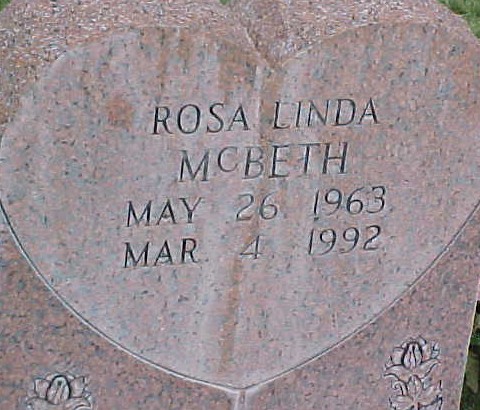 ROSA LINDA
McBETH
MAY 26 1963
MAR 4 1992